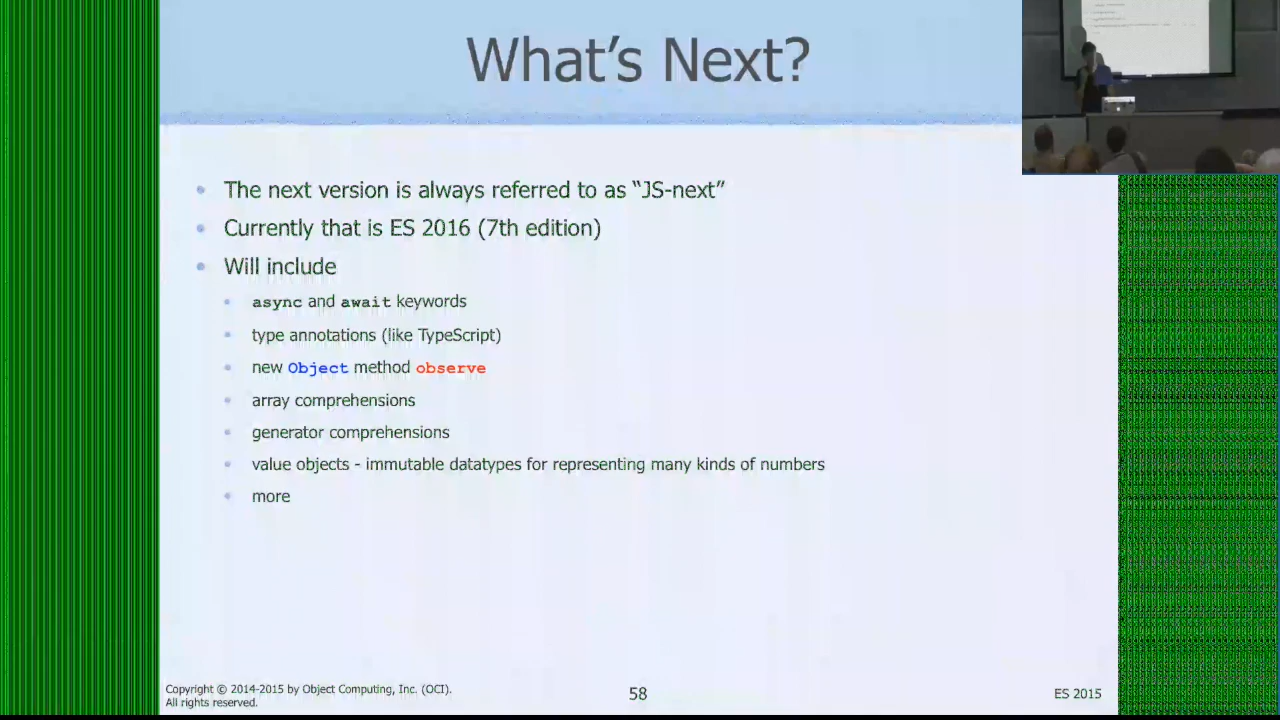 What's Next?
The next version is always referred to as “JS-next”
Currently that is ES 2016 (7th edition)
Will include
async and await keywords
type annotations (like TypeScript)
new Object method observe
array comprehensions
generator comprehensions
value objects - immutable datatypes for representing many kinds of numbers
more
Copyright © 2014-2015 by Object Computing, Inc. (OCI).
All rights reserved.
58
ES 2015